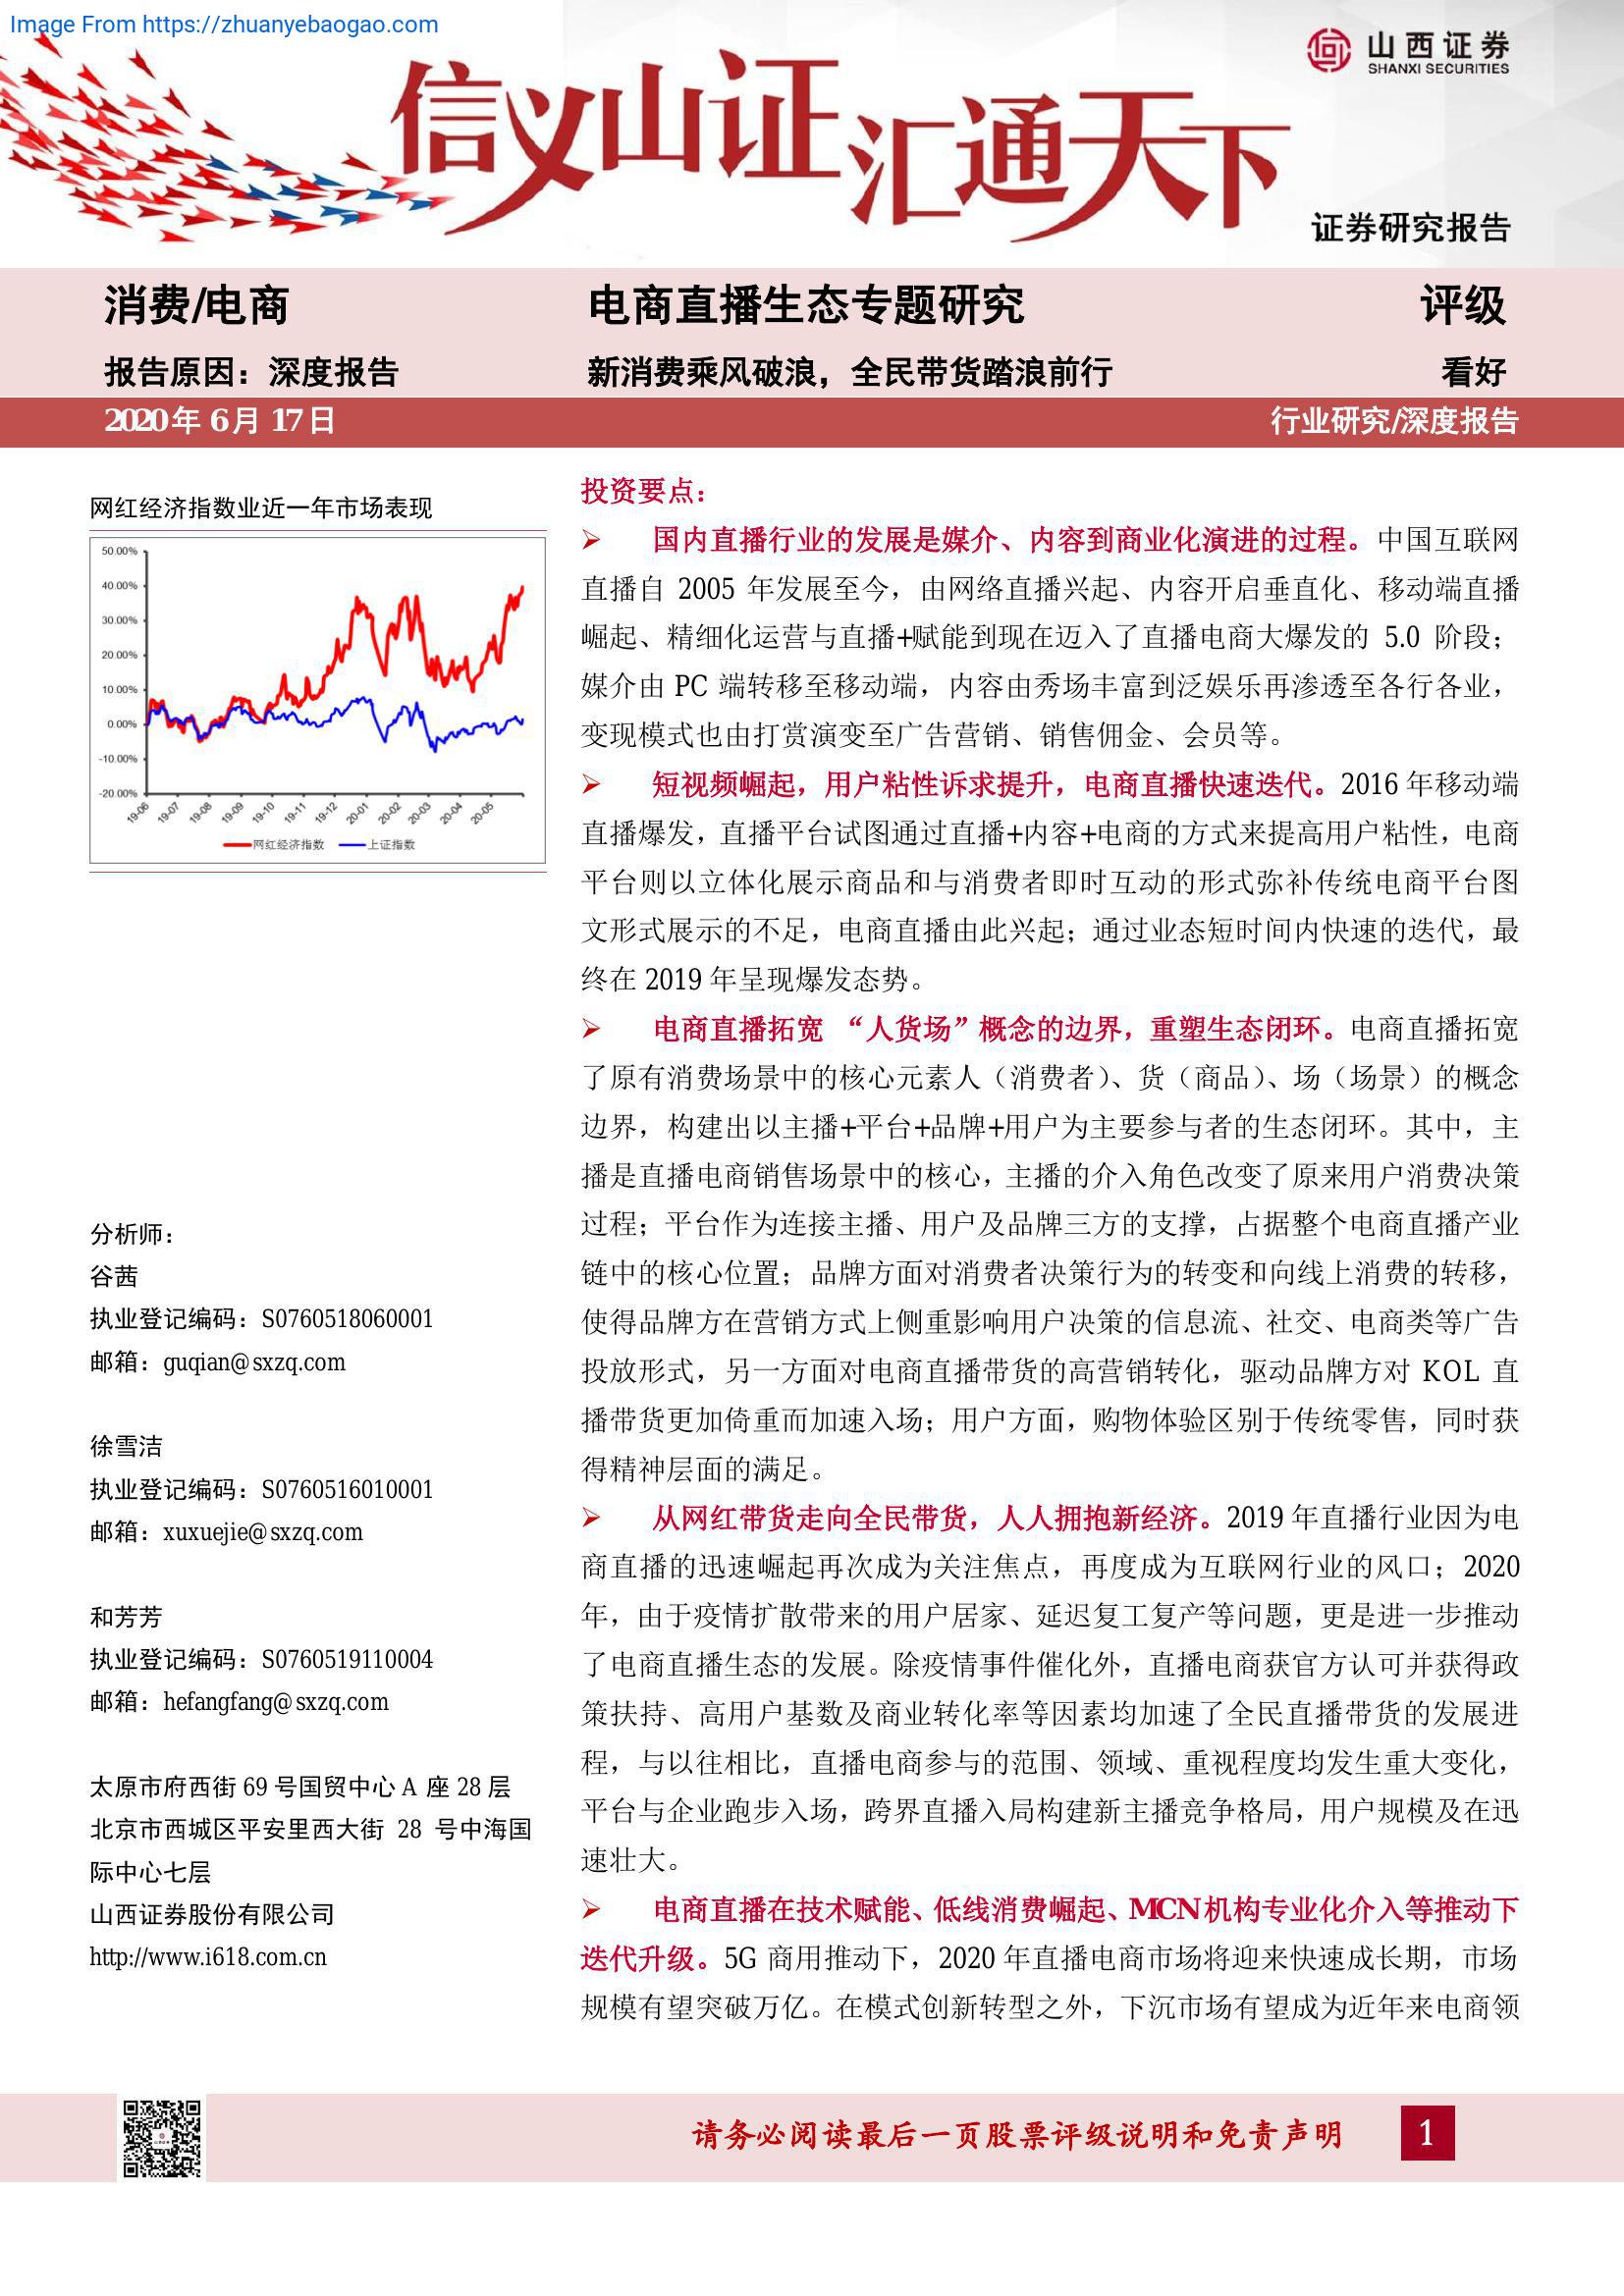 Image From https://zhuanyebaogao.com
信义山证汇通天下
山西证券
SHANXI SECURITIES
证券研究报告
消费/电商
电商直播生态专题研究
评级
报告原因：深度报告
新消费乘风破浪，全民带货踏浪前行
看好
2020年 6月 17日
行业研究/深度报告
网红经济指数业近一年市场表现
50.00%
40.00%
30.00%
20.00%
10.00%
0.00%
-10.00%
-20.00%
19-06 19-07 19-08 19-09 19-10 19-11 19-12 20-01 20-02 20-03 20-04 20-05
网红经济指数 上证指数
分析师：
谷茜
执业登记编码：S0760518060001
邮箱：guqian@sxzq.com
徐雪洁
执业登记编码：S0760516010001
邮箱：xuxuejie@sxzq.com
和芳芳
执业登记编码：S0760519110004
邮箱：hefangfang@sxzq.com
太原市府西街 69 号国贸中心 A 座 28 层
北京市西城区平安里西大街 28 号中海国
际中心七层
山西证券股份有限公司
http://www.i618.com.cn
投资要点：
➢ 国内直播行业的发展是媒介、内容到商业化演进的过程。中国互联网
直播自 2005 年发展至今，由网络直播兴起、内容开启垂直化、移动端直播
崛起、精细化运营与直播+赋能到现在迈入了直播电商大爆发的 5.0 阶段；
媒介由 PC 端转移至移动端，内容由秀场丰富到泛娱乐再渗透至各行各业，
变现模式也由打赏演变至广告营销、销售佣金、会员等。
➢ 短视频崛起，用户粘性诉求提升，电商直播快速迭代。2016 年移动端
直播爆发，直播平台试图通过直播+内容+电商的方式来提高用户粘性，电商
平台则以立体化展示商品和与消费者即时互动的形式弥补传统电商平台图
文形式展示的不足，电商直播由此兴起；通过业态短时间内快速的迭代，最
终在 2019 年呈现爆发态势。
➢ 电商直播拓宽 “人货场”概念的边界，重塑生态闭环。电商直播拓宽
了原有消费场景中的核心元素人（消费者）、货（商品）、场（场景）的概念
边界，构建出以主播+平台+品牌+用户为主要参与者的生态闭环。其中，主
播是直播电商销售场景中的核心，主播的介入角色改变了原来用户消费决策
过程；平台作为连接主播、用户及品牌三方的支撑，占据整个电商直播产业
链中的核心位置；品牌方面对消费者决策行为的转变和向线上消费的转移，
使得品牌方在营销方式上侧重影响用户决策的信息流、社交、电商类等广告
投放形式，另一方面对电商直播带货的高营销转化，驱动品牌方对 KOL 直
播带货更加倚重而加速入场；用户方面，购物体验区别于传统零售，同时获
得精神层面的满足。
➢ 从网红带货走向全民带货，人人拥抱新经济。2019 年直播行业因为电
商直播的迅速崛起再次成为关注焦点，再度成为互联网行业的风口；2020
年，由于疫情扩散带来的用户居家、延迟复工复产等问题，更是进一步推动
了电商直播生态的发展。除疫情事件催化外，直播电商获官方认可并获得政
策扶持、高用户基数及商业转化率等因素均加速了全民直播带货的发展进
程，与以往相比，直播电商参与的范围、领域、重视程度均发生重大变化，
平台与企业跑步入场，跨界直播入局构建新主播竞争格局，用户规模及在迅
速壮大。
➢ 电商直播在技术赋能、低线消费崛起、MCN机构专业化介入等推动下
迭代升级。5G 商用推动下，2020 年直播电商市场将迎来快速成长期，市场
规模有望突破万亿。在模式创新转型之外，下沉市场有望成为近年来电商领
请务必阅读最后一页股票评级说明和免责声明
1